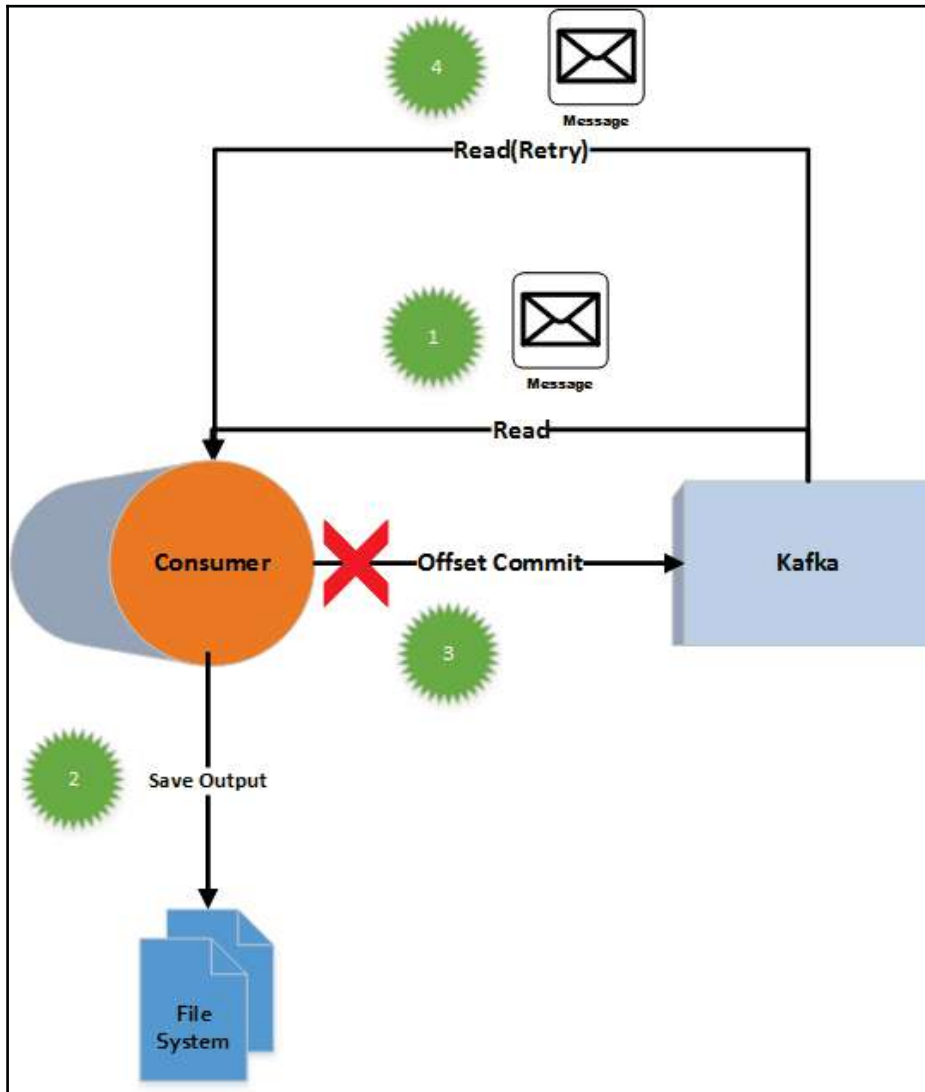 4
Message
Read(Retry)
1
Message
Read
Consumer
Offset Commit
Kafka
3
2
Save Output
File
System